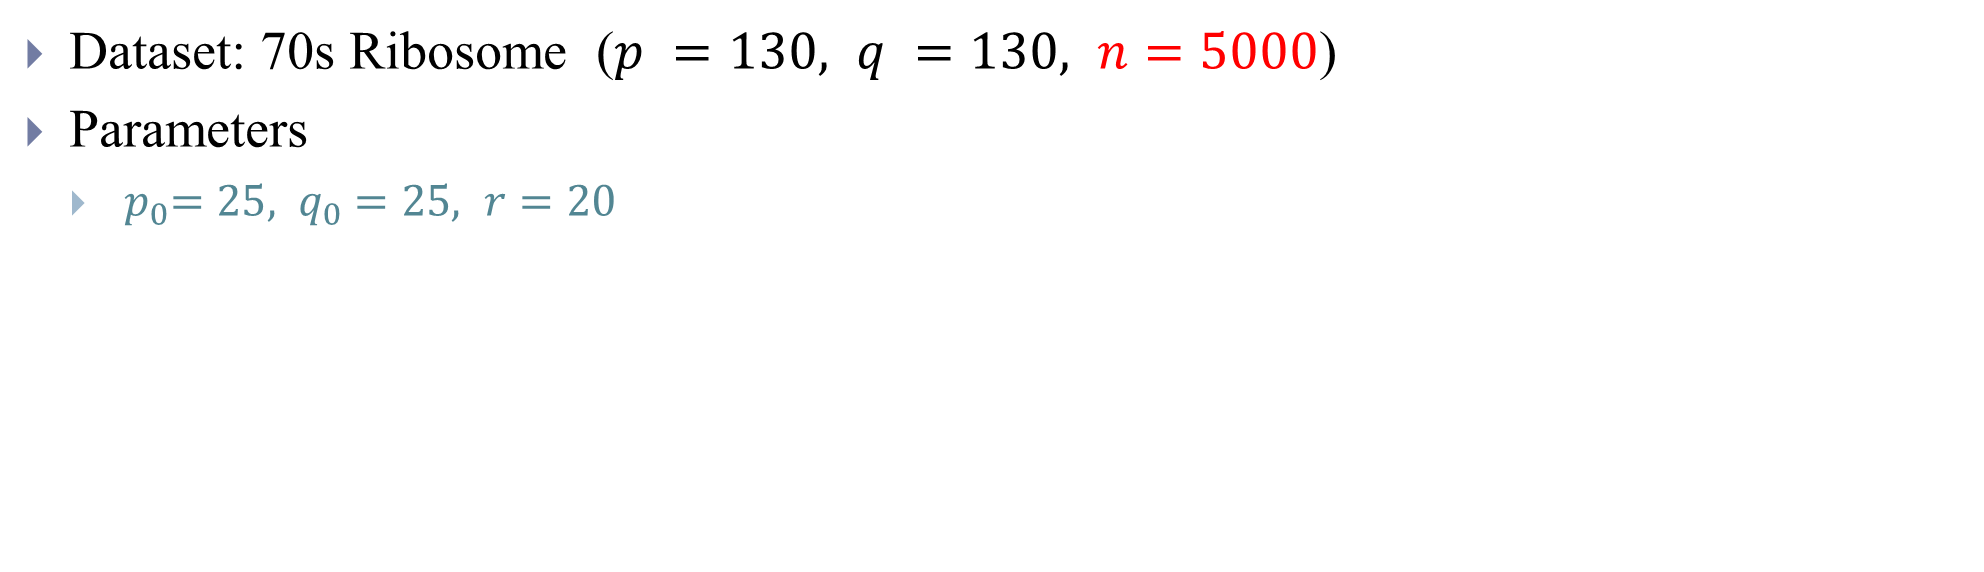 Dataset: 70s Ribosome (p = 130, q = 130, n = 5000)
Parameters
p₀= 25, q₀ = 25, r = 20